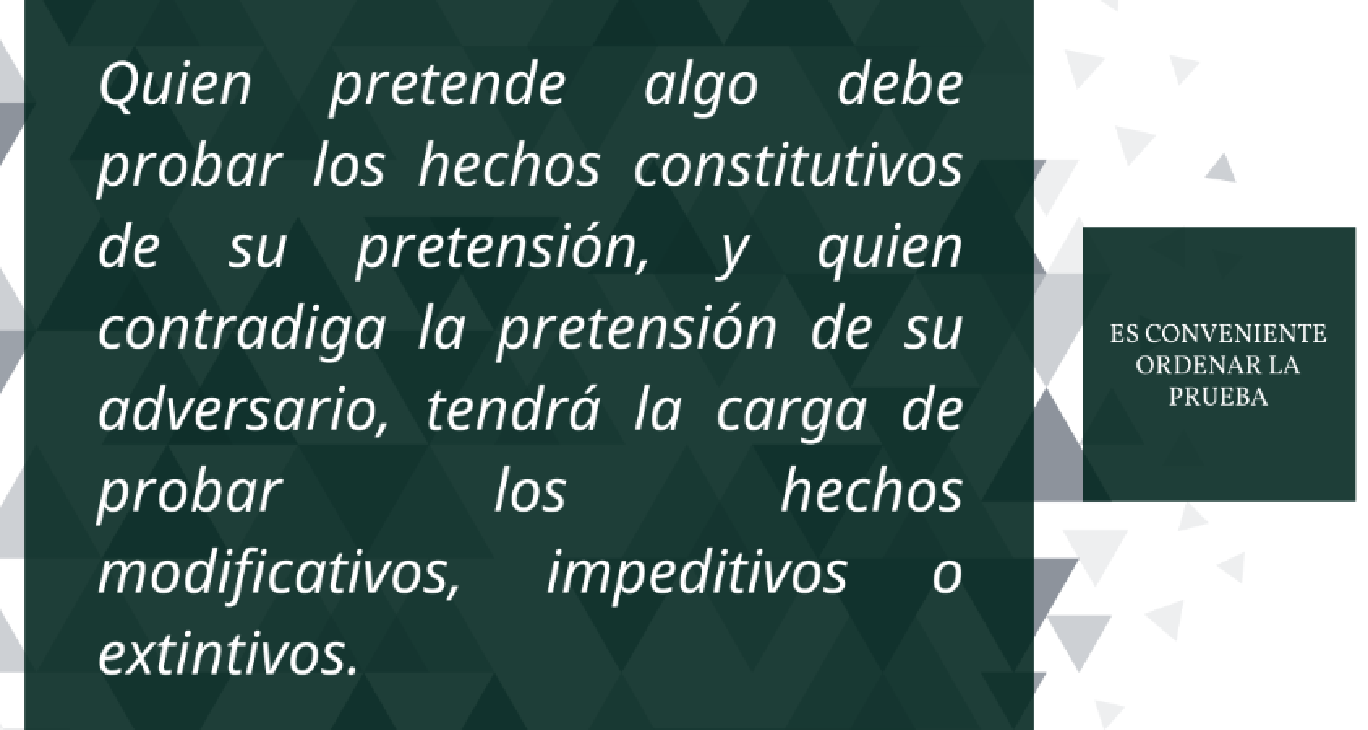 Quien pretende algo debe
probar los hechos constitutivos
de su pretensión, y quien
contradiga la pretensión de su
adversario, tendrá la carga de
probar los hechos
modificativos, impeditivos o
extintivos.
ES CONVENIENTE
ORDENAR LA
PRUEBA